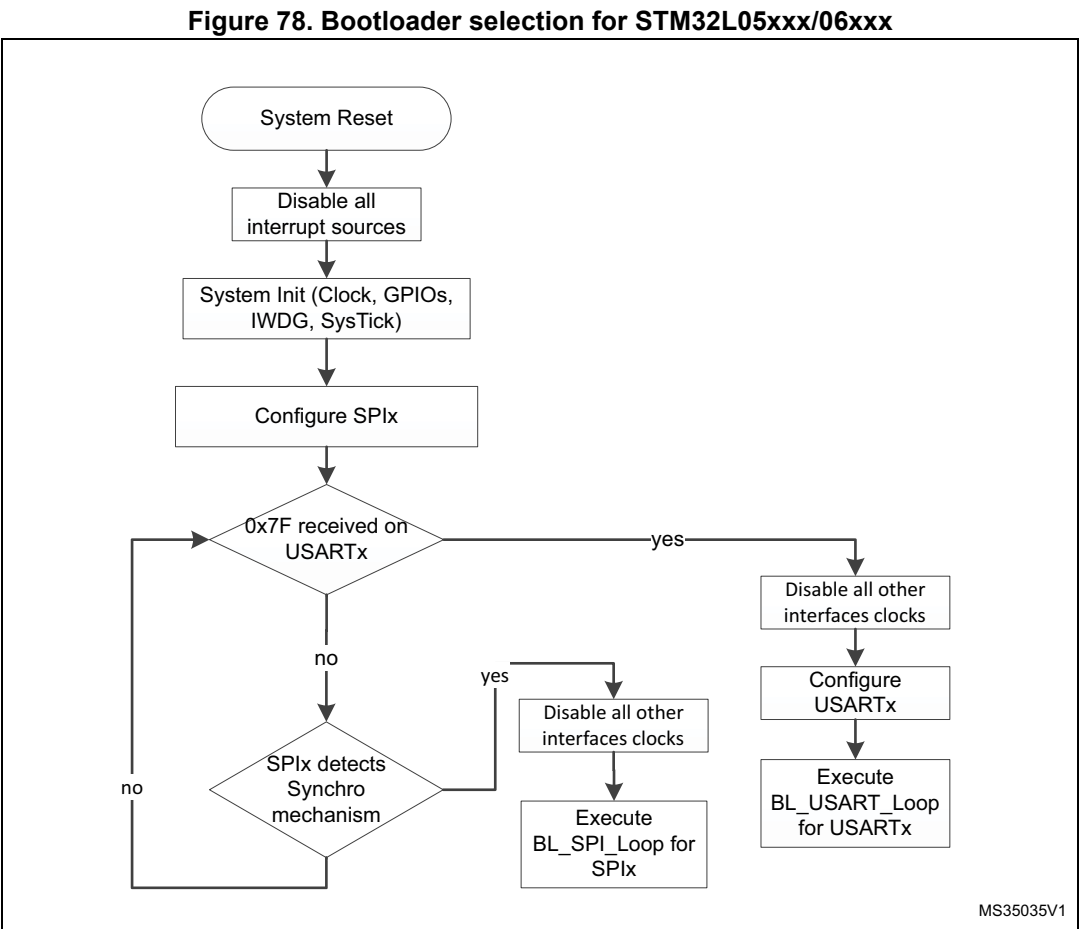 Figure 78. Bootloader selection for STM32L05xxx/06xxx
System Reset
Disable all
interrupt sources
System Init (Clock, GPIOs,
IWDG, SysTick)
Configure SPIx
0x7F received on
USARTx
yes
Disable all other
interfaces clocks
Configure
USARTx
Execute
BL_USART_Loop
for USARTx
no
yes
Disable all other
interfaces clocks
Execute
BL_SPI_Loop for
SPIx
SPIx detects
Synchro
mechanism
no
MS35035V1